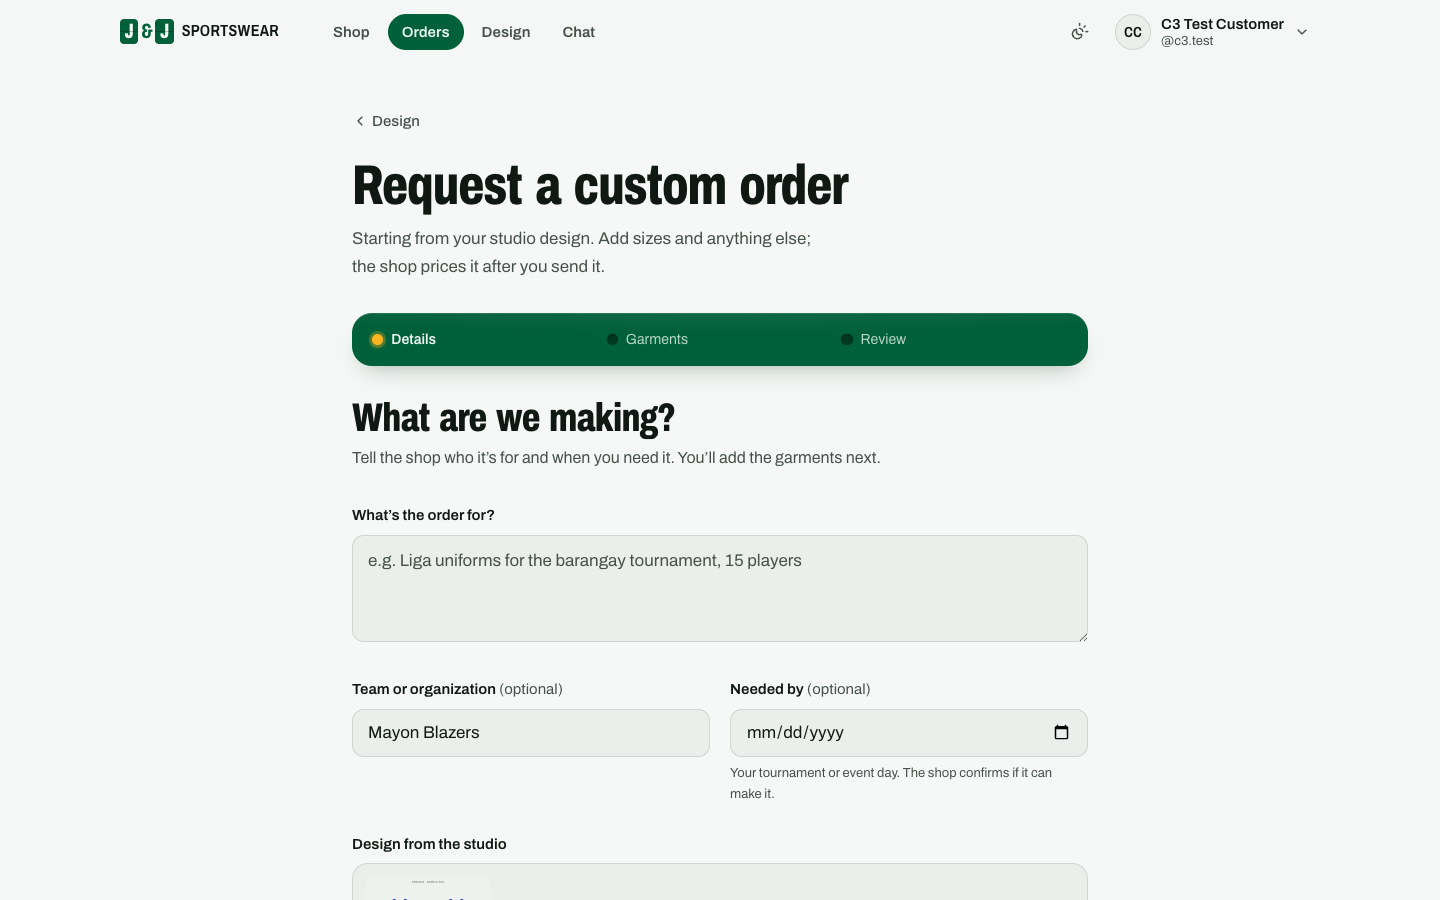 J & J SPORTSWEAR
Shop
Orders
Design
Chat
CC
C3 Test Customer
@c3.test
Design
Request a custom order
Starting from your studio design. Add sizes and anything else;
the shop prices it after you send it.
Details
Garments
Review
What are we making?
Tell the shop who it’s for and when you need it. You’ll add the garments next.
What’s the order for?
e.g. Liga uniforms for the barangay tournament, 15 players
Team or organization (optional)
Mayon Blazers
Needed by (optional)
mm/dd/yyyy
Your tournament or event day. The shop confirms if it can
make it.
Design from the studio